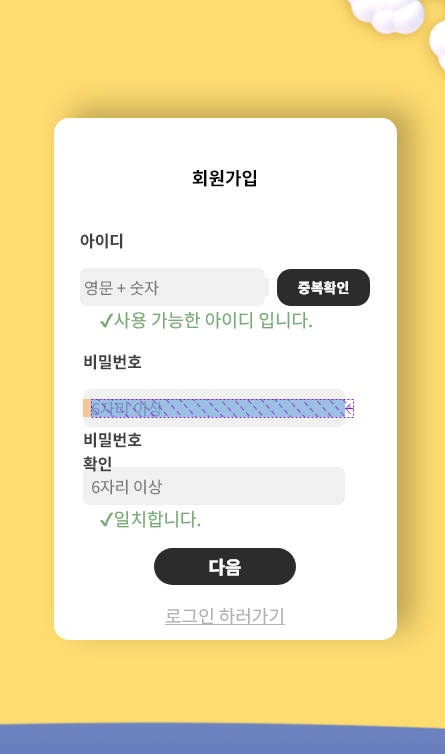 회원가입
아이디
영문 + 숫자
중복확인
✓사용 가능한 아이디 입니다.
비밀번호
6자리 이상
비밀번호
확인
6자리 이상
✓일치합니다.
다음
로그인 하러가기